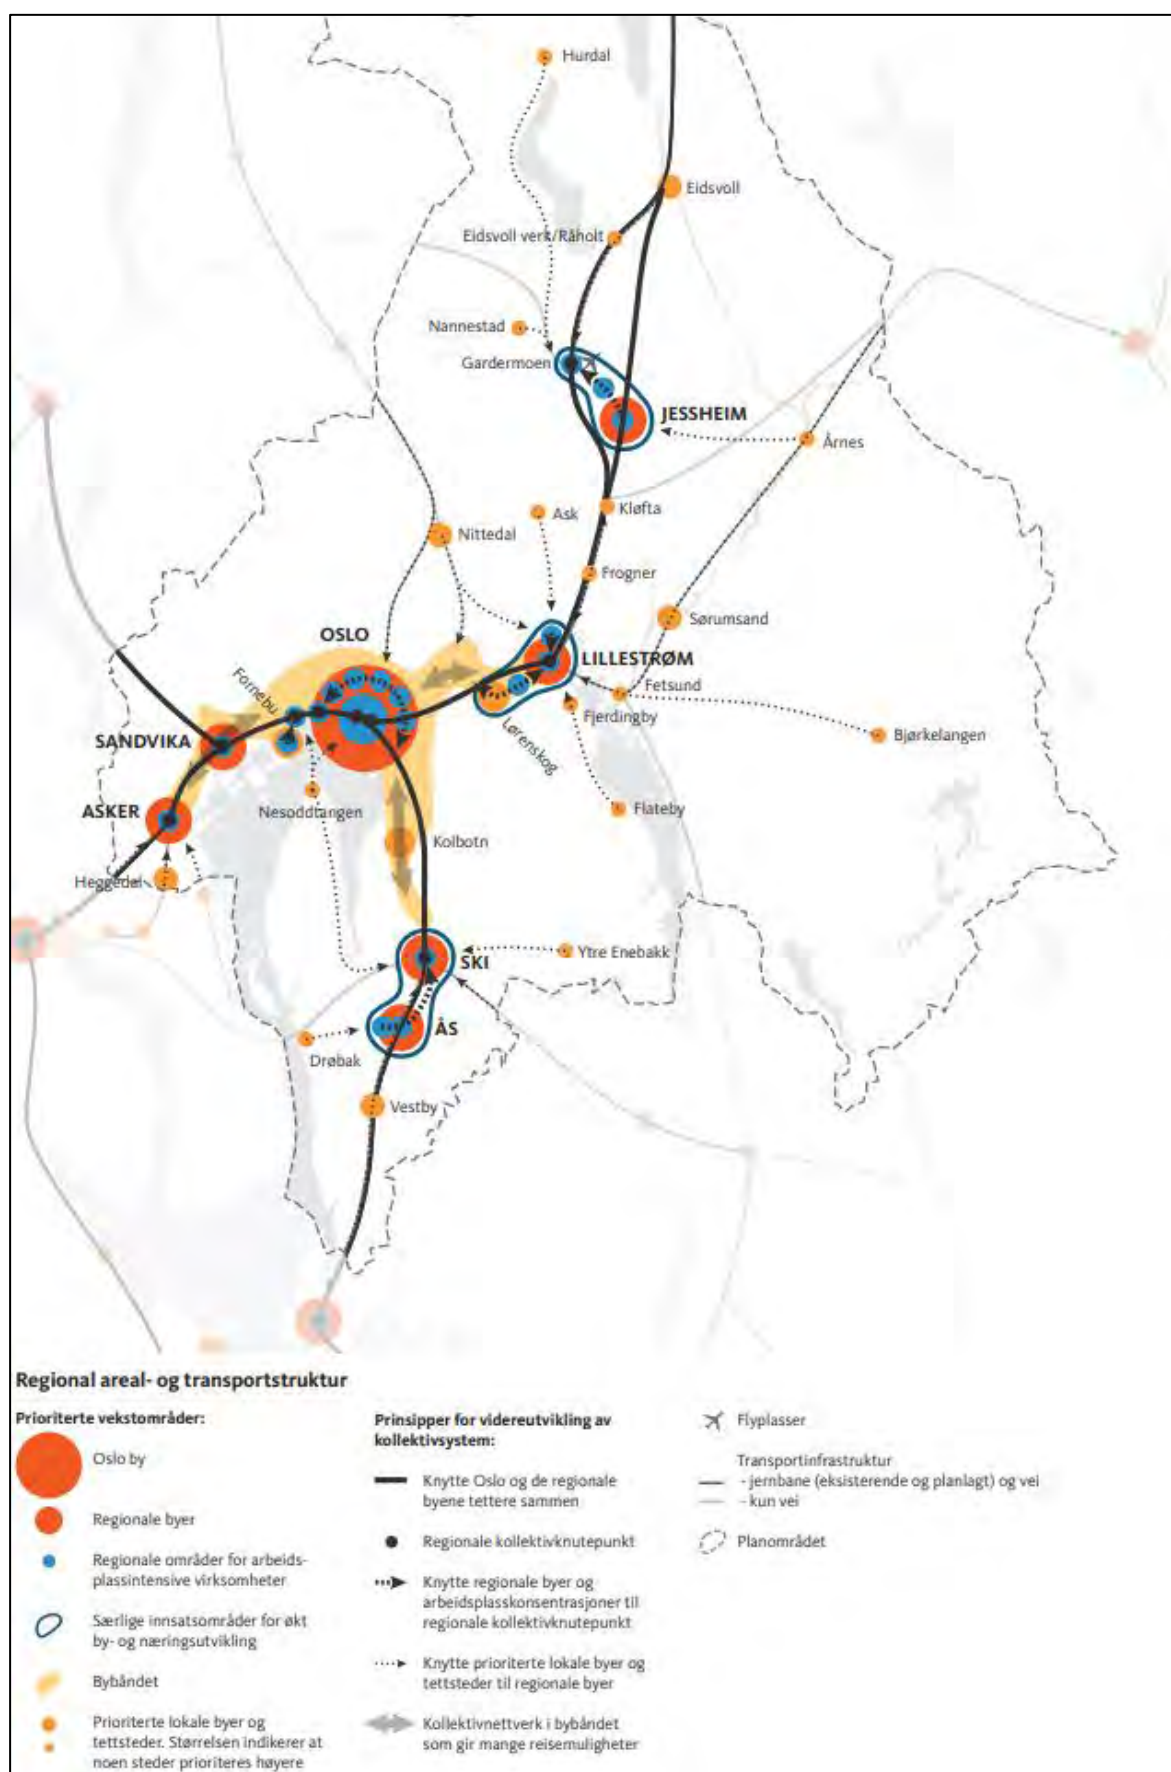 Hurdal
Eidsvoll
Eidsvoll verk/Råholt
Nannestad
Gardermoen
JESSHEIM
Årnes
Ask
Kløfta
Nittedal
Frogner
Sørumsand
OSLO
LILLESTRØM
Fornebu
Fetsund
Fjerdingby
Lørenskog
Bjørkelangen
SANDVIKA
ASKER
Nesoddtangen
Flateby
Kolbotn
Heggedal
SKI
Ytre Enebakk
ÅS
Drøbak
Vestby
Regional areal- og transportstruktur
Prioriterte vekstområder:
Oslo by
Regionale byer
Regionale områder for arbeids-
plassintensive virksomheter
Særlige innsatsområder for økt
by- og næringsutvikling
Bybåndet
Prioriterte lokale byer og
tettsteder. Størrelsen indikerer at
noen steder prioriteres høyere
Prinsipper for videreutvikling av
kollektivsystem:
Knytte Oslo og de regionale
byene tettere sammen
Regionale kollektivknutepunkt
Knytte regionale byer og
arbeidsplasskonsentrasjoner til
regionale kollektivknutepunkt
Knytte prioriterte lokale byer og
tettsteder til regionale byer
Kollektivnettverk i bybåndet
som gir mange reisemuligheter
Flyplasser
Transportinfrastruktur
- jernbane (eksisterende og planlagt) og vei
- kun vei
Planområdet